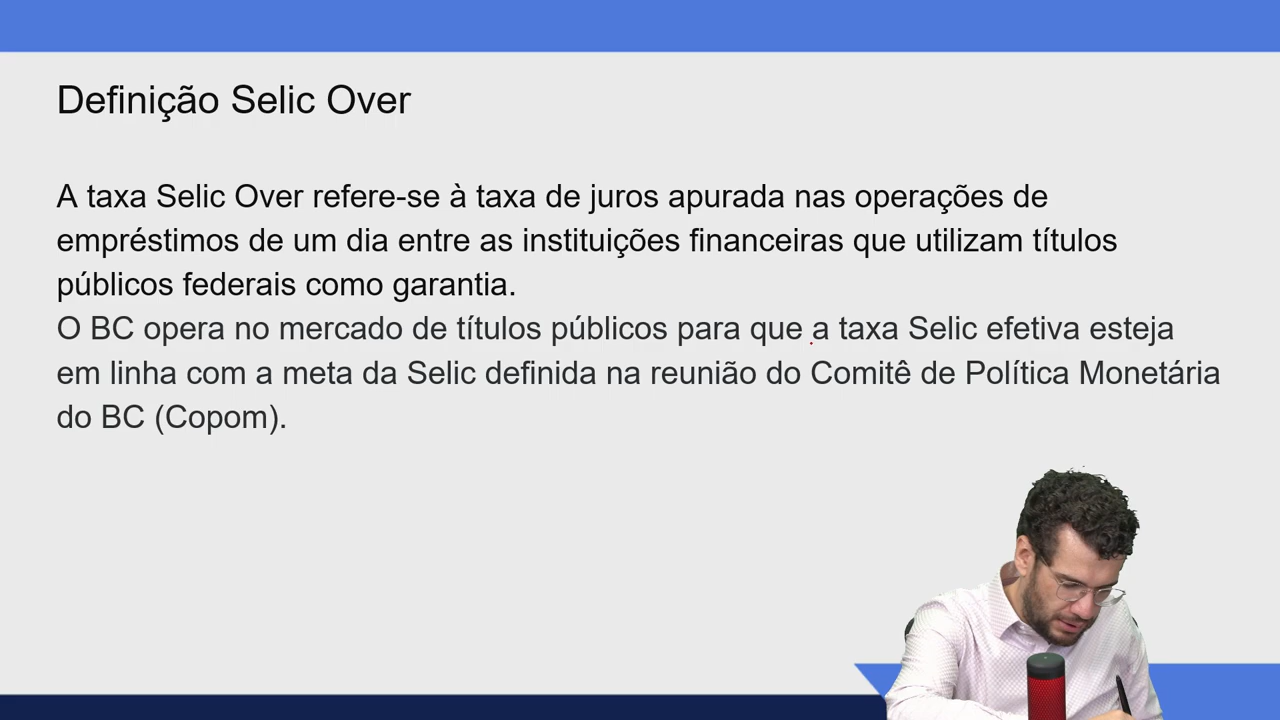 Definição Selic Over
A taxa Selic Over refere-se à taxa de juros apurada nas operações de
empréstimos de um dia entre as instituições financeiras que utilizam títulos
públicos federais como garantia.
O BC opera no mercado de títulos públicos para que a taxa Selic efetiva esteja
em linha com a meta da Selic definida na reunião do Comitê de Política Monetária
do BC (Copom).